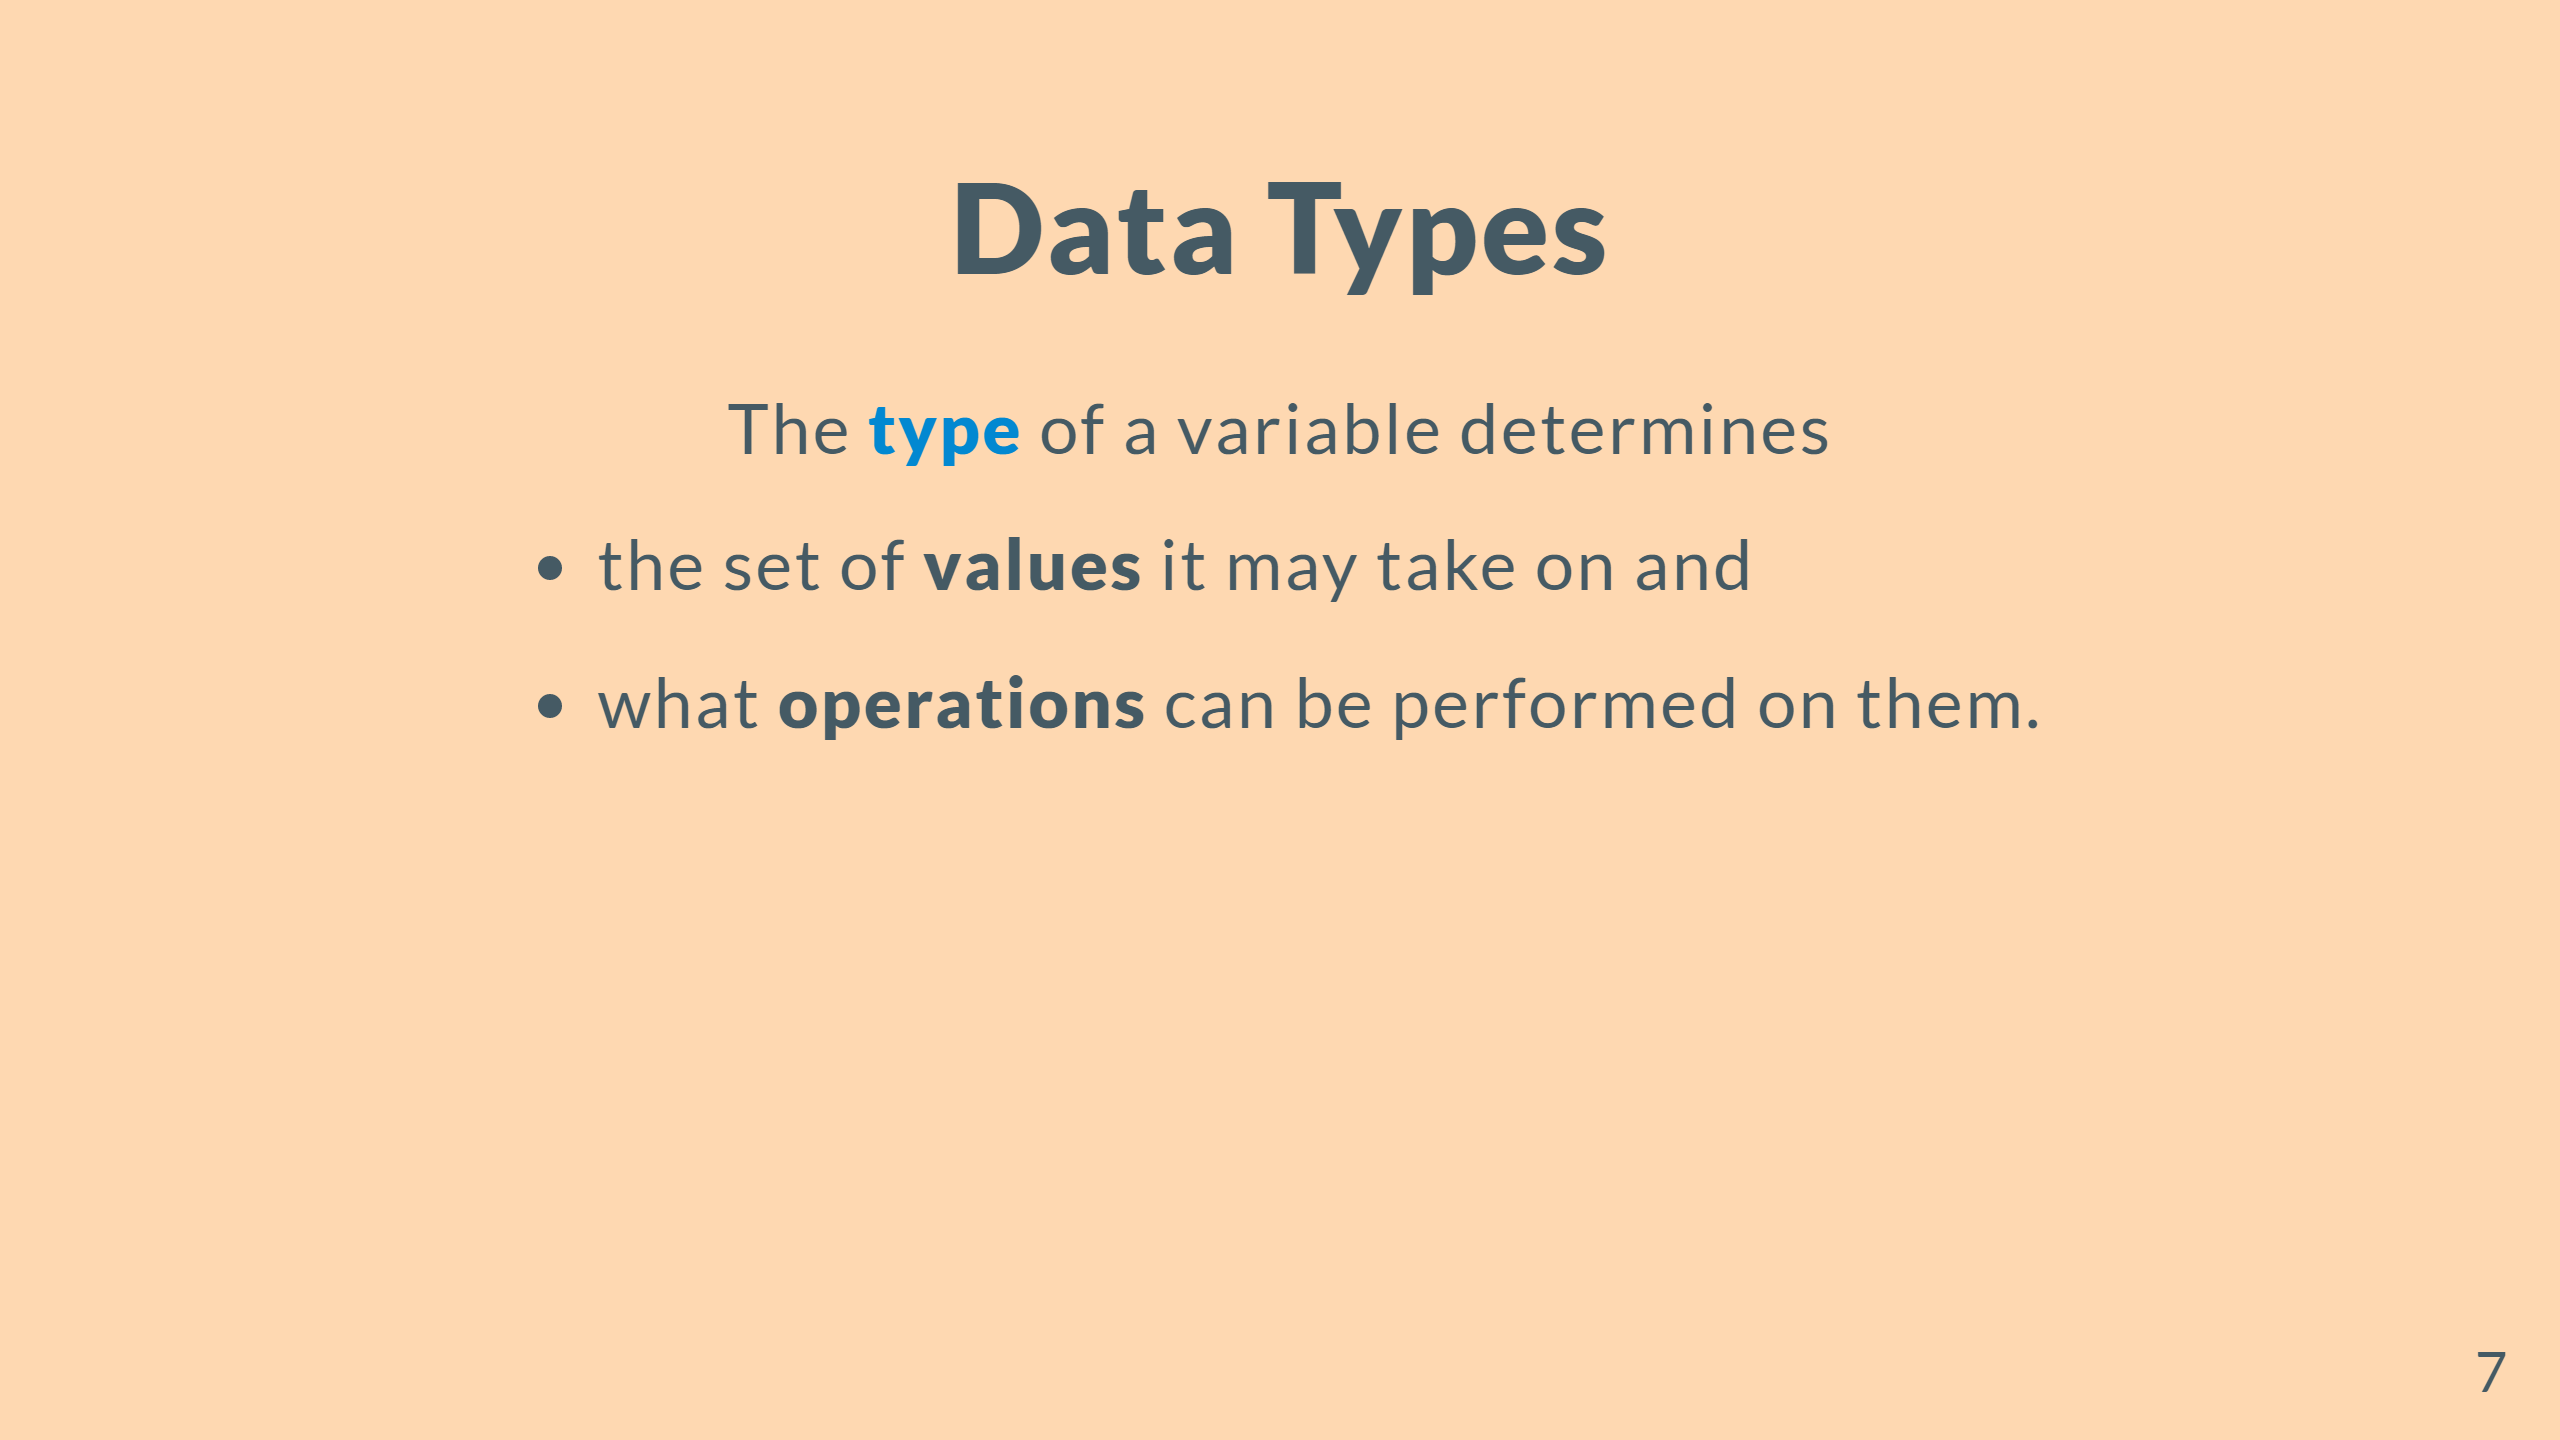 Data Types
The type of a variable determines
• the set of values it may take on and
• what operations can be performed on them.
7